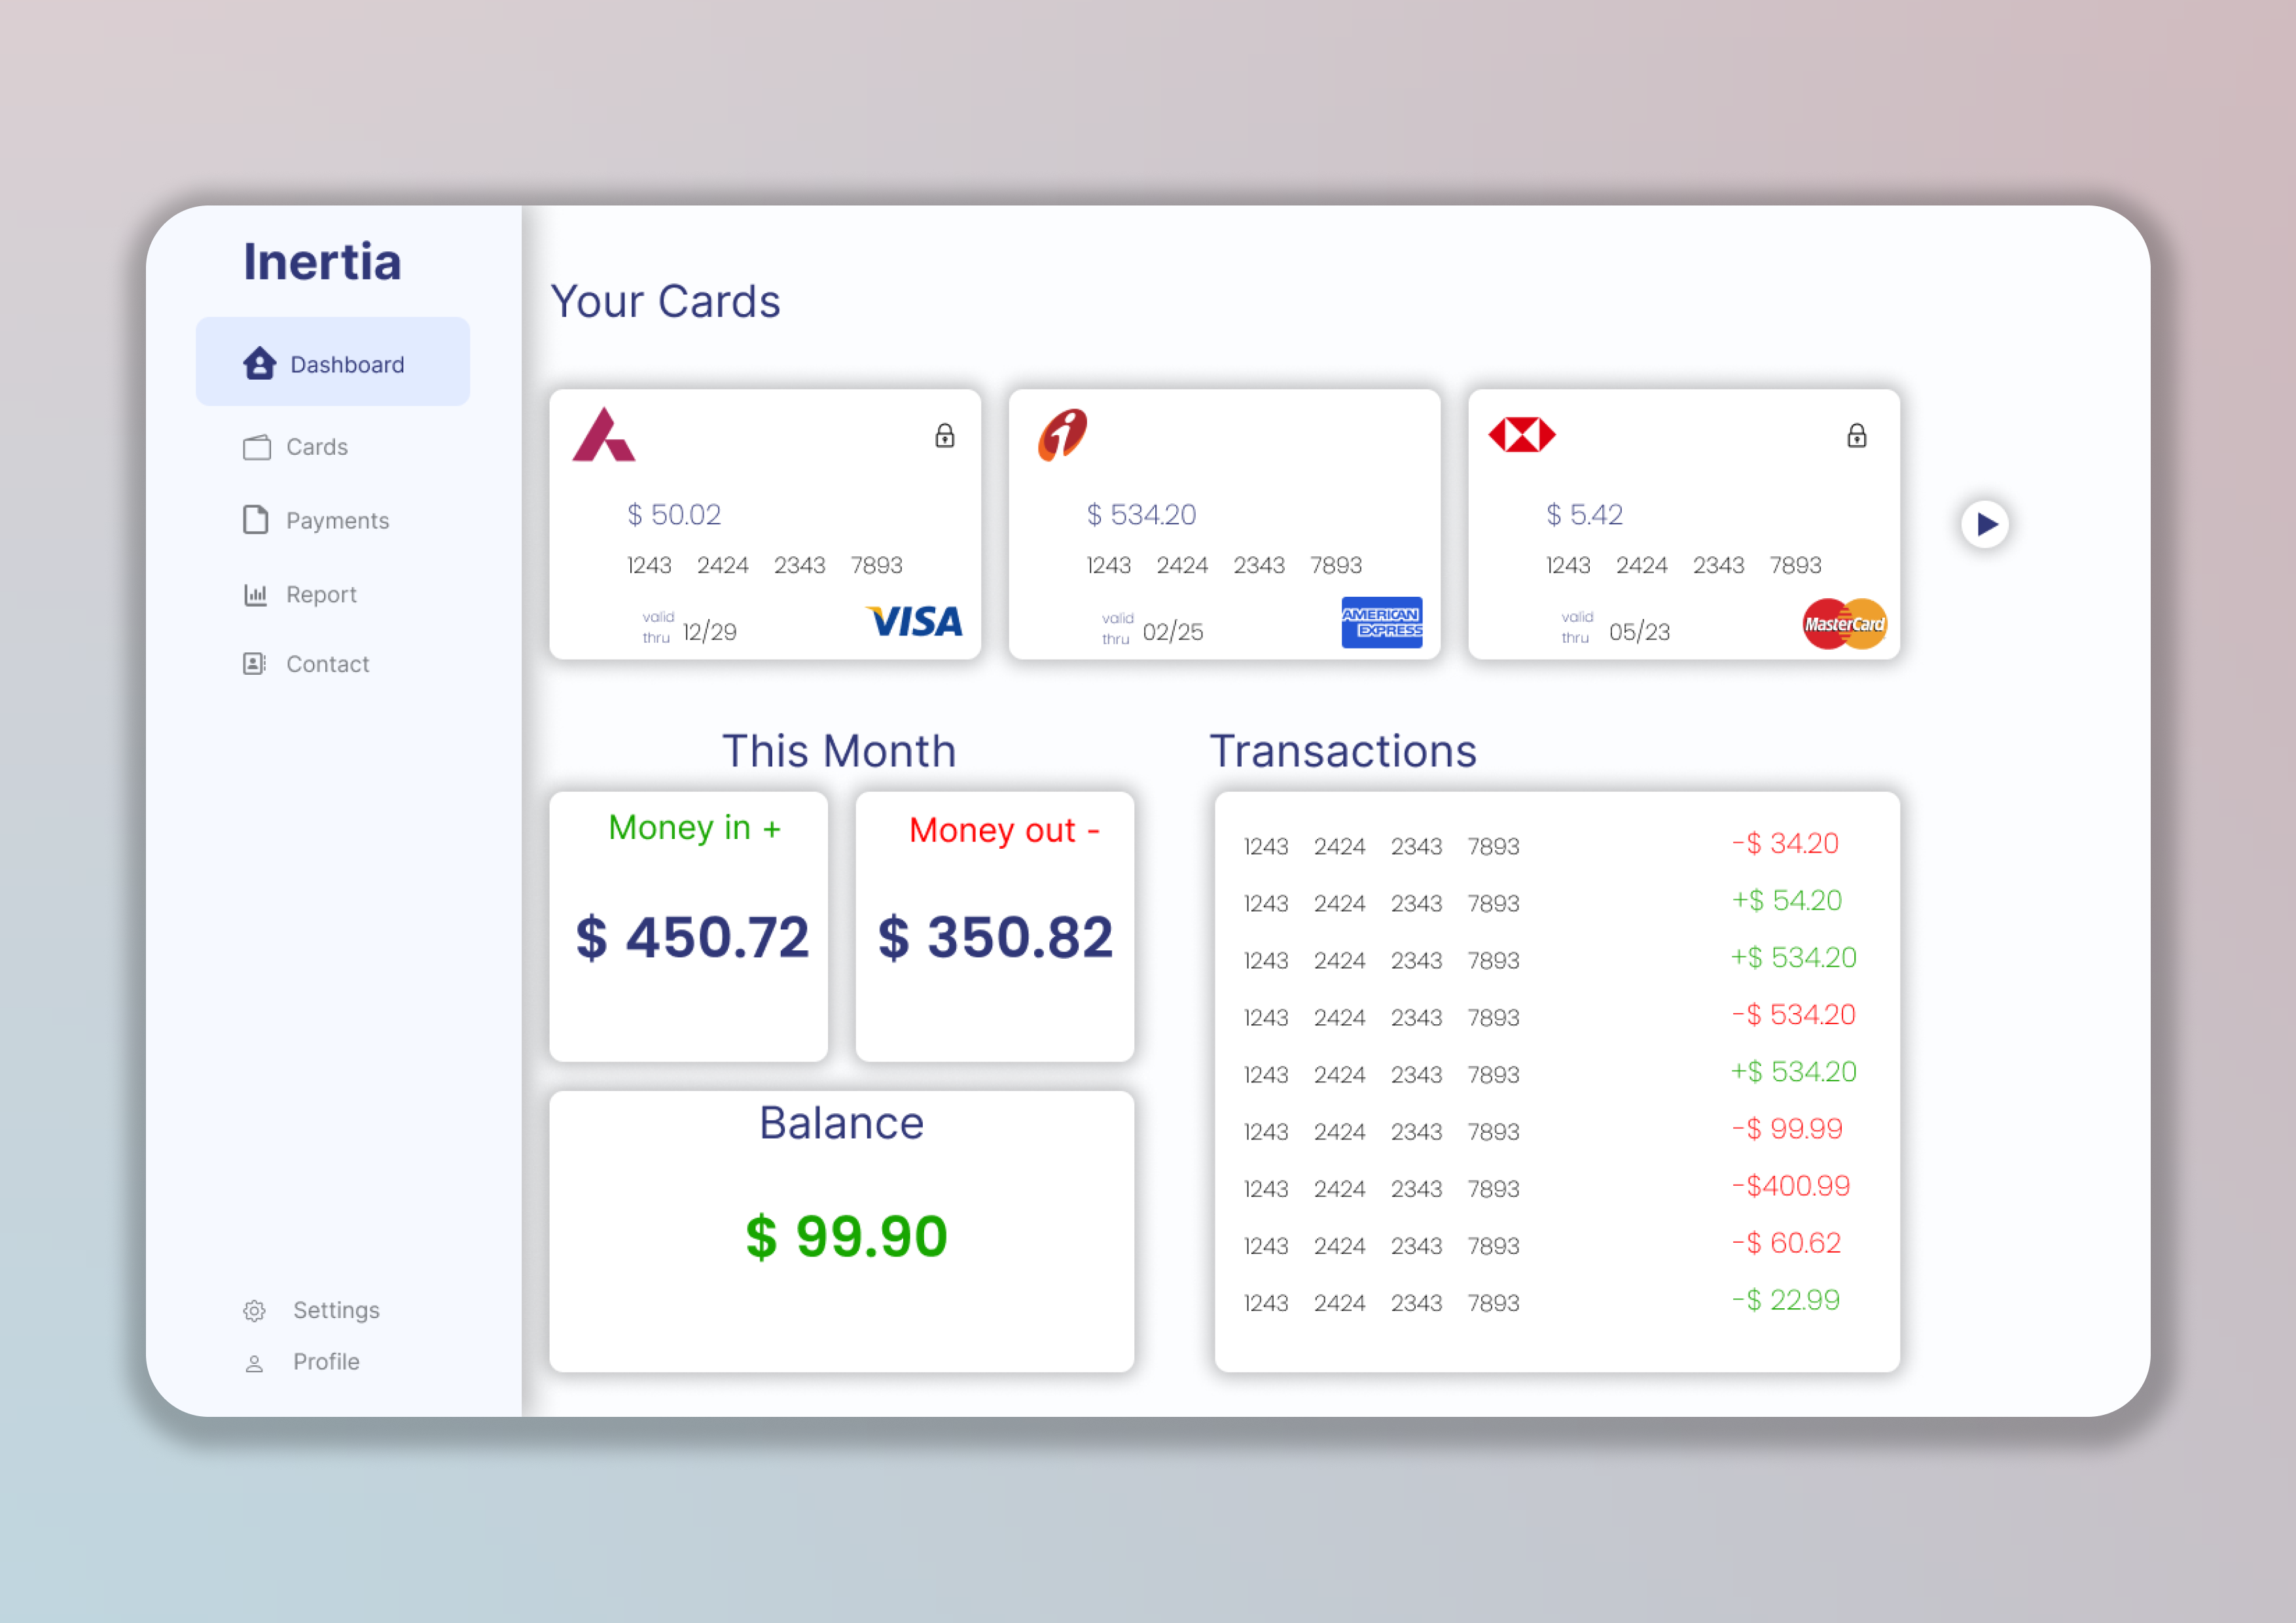 Inertia
Dashboard
Cards
Payments
Report
Contact
Settings
Profile
Your Cards
$ 50.02
1243 2424 2343 7893
valid
thru 12/29
VISA
$ 534.20
1243 2424 2343 7893
valid
thru 02/25
AMERICAN
EXPRESS
$ 5.42
1243 2424 2343 7893
valid
thru 05/23
MasterCard
This Month
Money in +
$ 450.72
Money out -
$ 350.82
Balance
$ 99.90
Transactions
1243 2424 2343 7893 -$ 34.20
1243 2424 2343 7893 +$ 54.20
1243 2424 2343 7893 +$ 534.20
1243 2424 2343 7893 -$ 534.20
1243 2424 2343 7893 +$ 534.20
1243 2424 2343 7893 -$ 99.99
1243 2424 2343 7893 -$400.99
1243 2424 2343 7893 -$ 60.62
1243 2424 2343 7893 -$ 22.99